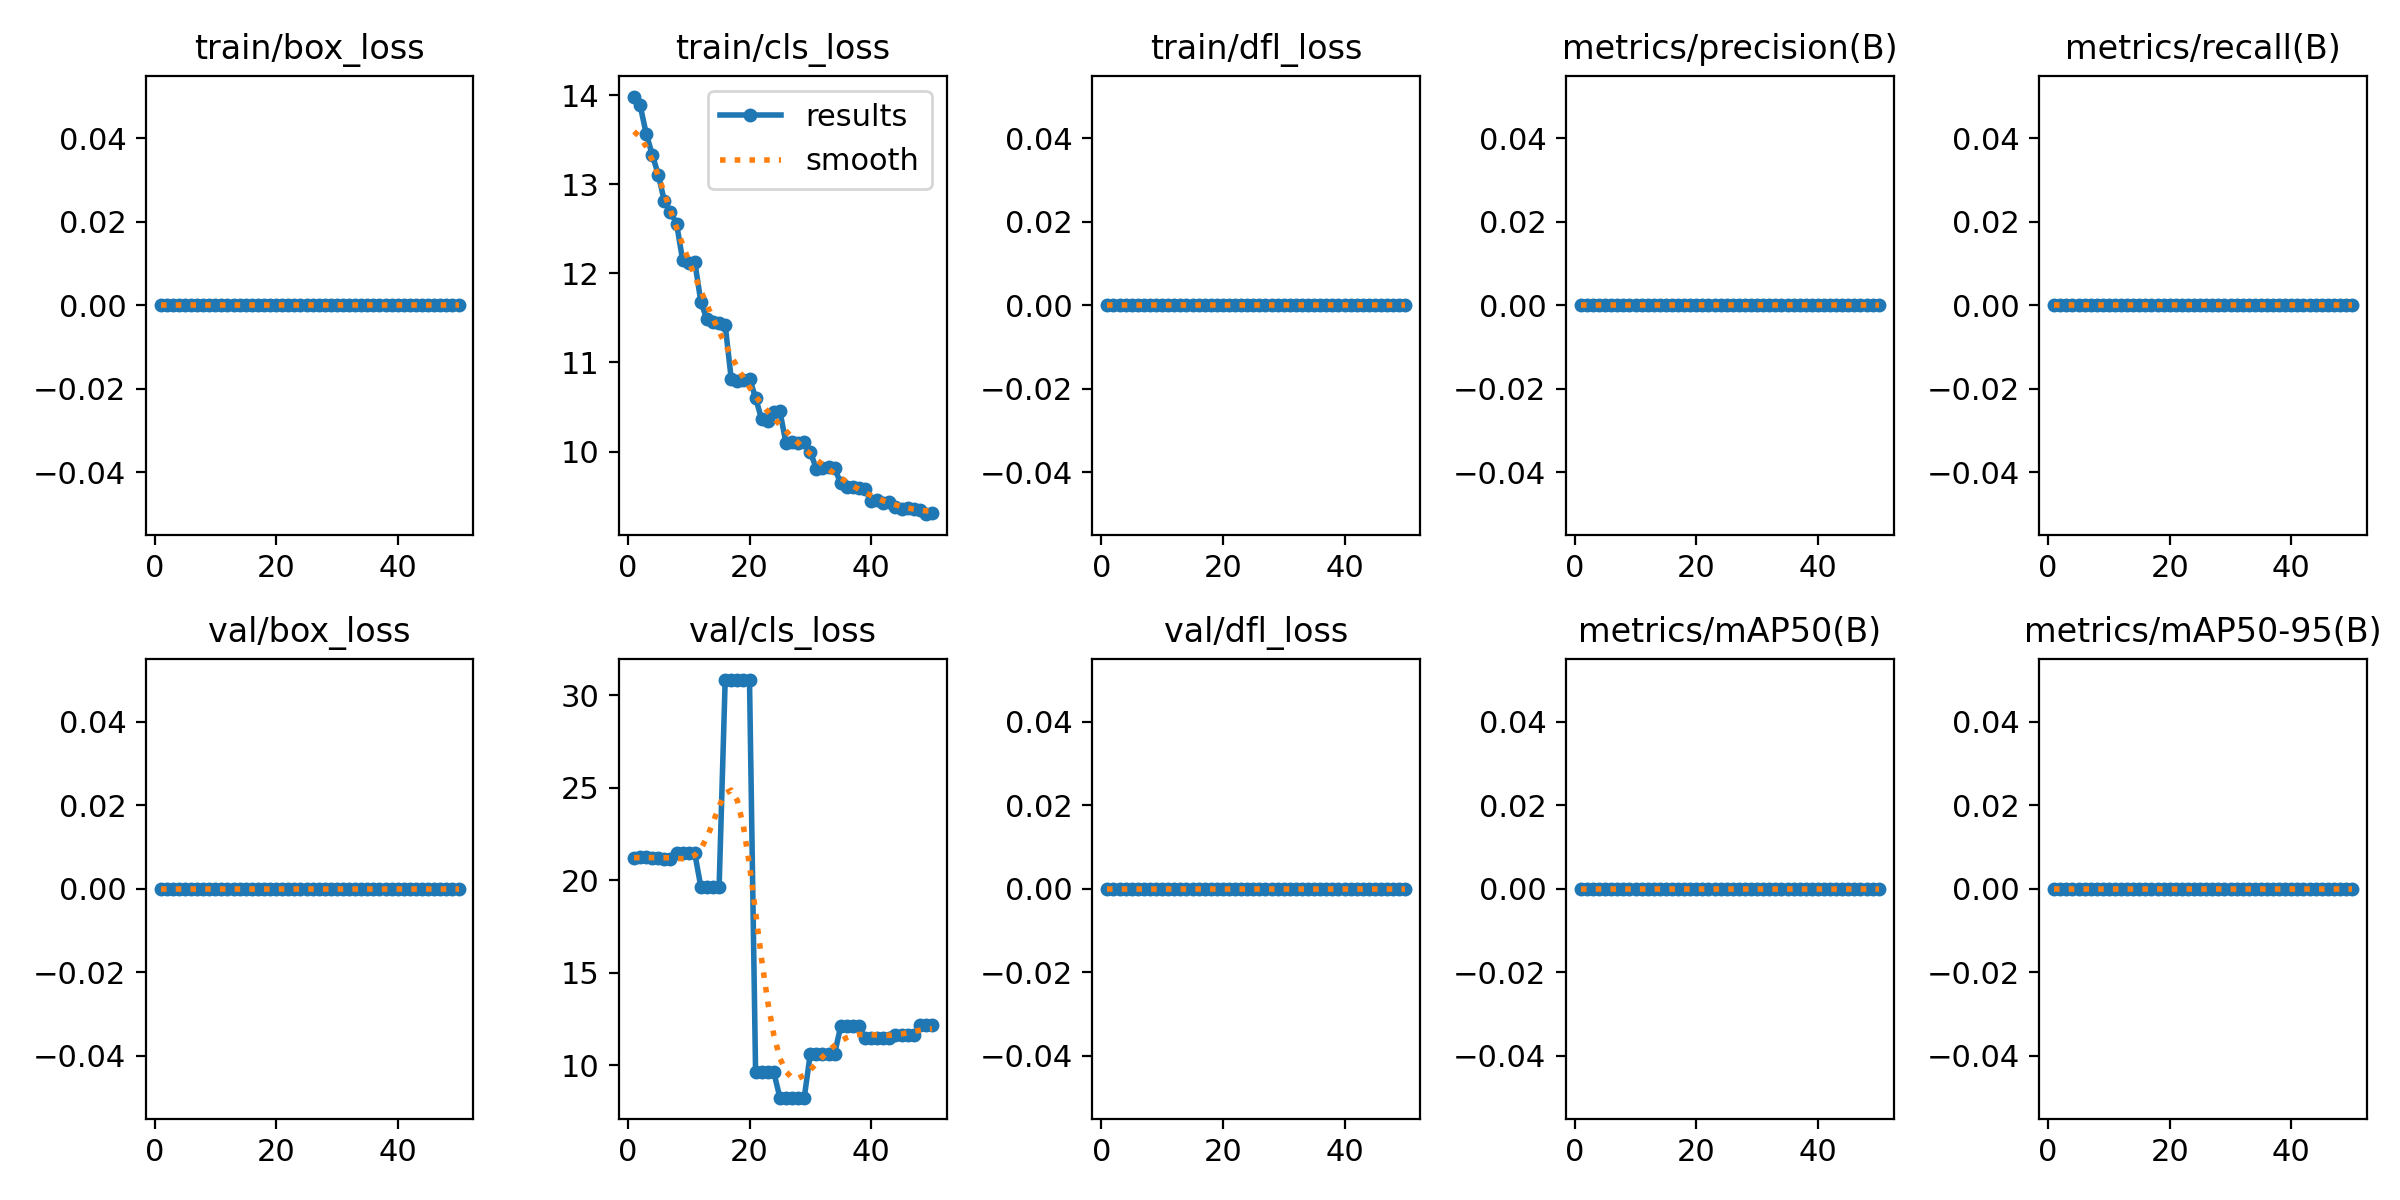 train/box_loss
train/cls_loss
train/dfl_loss
metrics/precision(B)
metrics/recall(B)
0.04
0.02
0.00
−0.02
−0.04
0 20 40
14
13
12
11
10
results
smooth
0 20 40
0.04
0.02
0.00
−0.02
−0.04
0 20 40
0.04
0.02
0.00
−0.02
−0.04
0 20 40
0.04
0.02
0.00
−0.02
−0.04
0 20 40
val/box_loss
val/cls_loss
val/dfl_loss
metrics/mAP50(B)
metrics/mAP50-95(B)
0.04
0.02
0.00
−0.02
−0.04
0 20 40
30
25
20
15
10
0 20 40
0.04
0.02
0.00
−0.02
−0.04
0 20 40
0.04
0.02
0.00
−0.02
−0.04
0 20 40
0.04
0.02
0.00
−0.02
−0.04
0 20 40